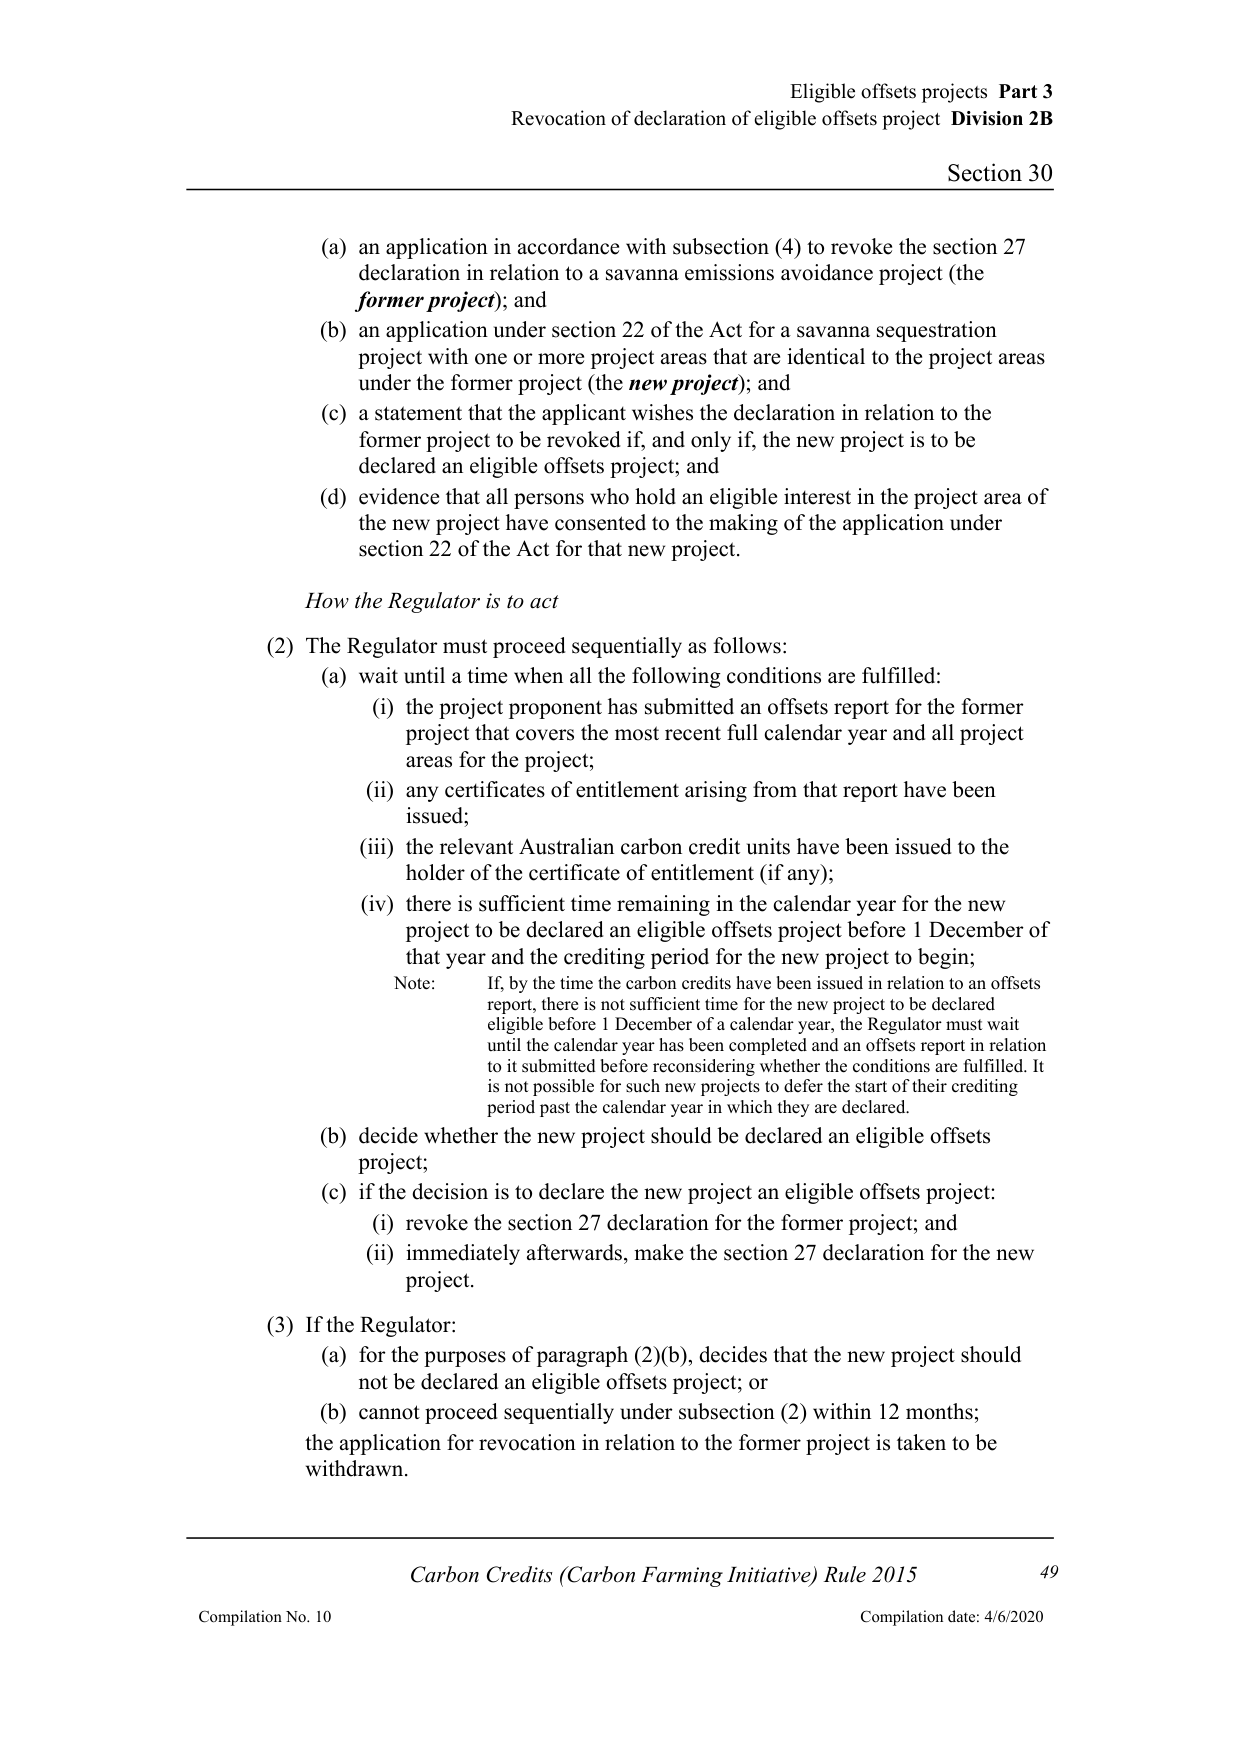 Eligible offsets projects Part 3
Revocation of declaration of eligible offsets project Division 2B
Section 30
(a) an application in accordance with subsection (4) to revoke the section 27
declaration in relation to a savanna emissions avoidance project (the
former project); and
(b) an application under section 22 of the Act for a savanna sequestration
project with one or more project areas that are identical to the project areas
under the former project (the new project); and
(c) a statement that the applicant wishes the declaration in relation to the
former project to be revoked if, and only if, the new project is to be
declared an eligible offsets project; and
(d) evidence that all persons who hold an eligible interest in the project area of
the new project have consented to the making of the application under
section 22 of the Act for that new project.
How the Regulator is to act
(2) The Regulator must proceed sequentially as follows:
(a) wait until a time when all the following conditions are fulfilled:
(i) the project proponent has submitted an offsets report for the former
project that covers the most recent full calendar year and all project
areas for the project;
(ii) any certificates of entitlement arising from that report have been
issued;
(iii) the relevant Australian carbon credit units have been issued to the
holder of the certificate of entitlement (if any);
(iv) there is sufficient time remaining in the calendar year for the new
project to be declared an eligible offsets project before 1 December of
that year and the crediting period for the new project to begin;
Note: If, by the time the carbon credits have been issued in relation to an offsets
report, there is not sufficient time for the new project to be declared
eligible before 1 December of a calendar year, the Regulator must wait
until the calendar year has been completed and an offsets report in relation
to it submitted before reconsidering whether the conditions are fulfilled. It
is not possible for such new projects to defer the start of their crediting
period past the calendar year in which they are declared.
(b) decide whether the new project should be declared an eligible offsets
project;
(c) if the decision is to declare the new project an eligible offsets project:
(i) revoke the section 27 declaration for the former project; and
(ii) immediately afterwards, make the section 27 declaration for the new
project.
(3) If the Regulator:
(a) for the purposes of paragraph (2)(b), decides that the new project should
not be declared an eligible offsets project; or
(b) cannot proceed sequentially under subsection (2) within 12 months;
the application for revocation in relation to the former project is taken to be
withdrawn.
Carbon Credits (Carbon Farming Initiative) Rule 2015 49
Compilation No. 10 Compilation date: 4/6/2020